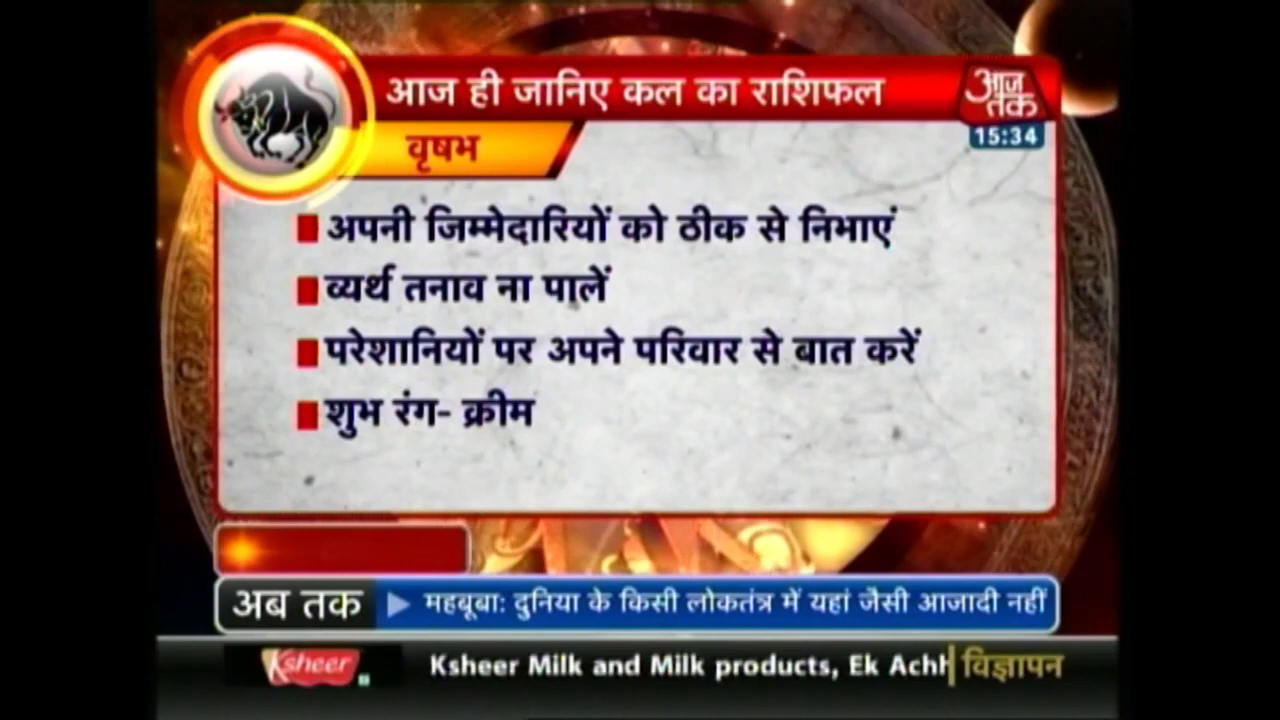 आज ही जानिए कल का राशिफल
आज तक
15:34
वृषभ
अपनी जिम्मेदारियों को ठीक से निभाएं
व्यर्थ तनाव ना पालें
परेशानियों पर अपने परिवार से बात करें
शुभ रंग- क्रीम
अब तक
महबूबा: दुनिया के किसी लोकतंत्र में यहां जैसी आजादी नहीं
Ksheer
Ksheer Milk and Milk products, Ek Achh
विज्ञापन